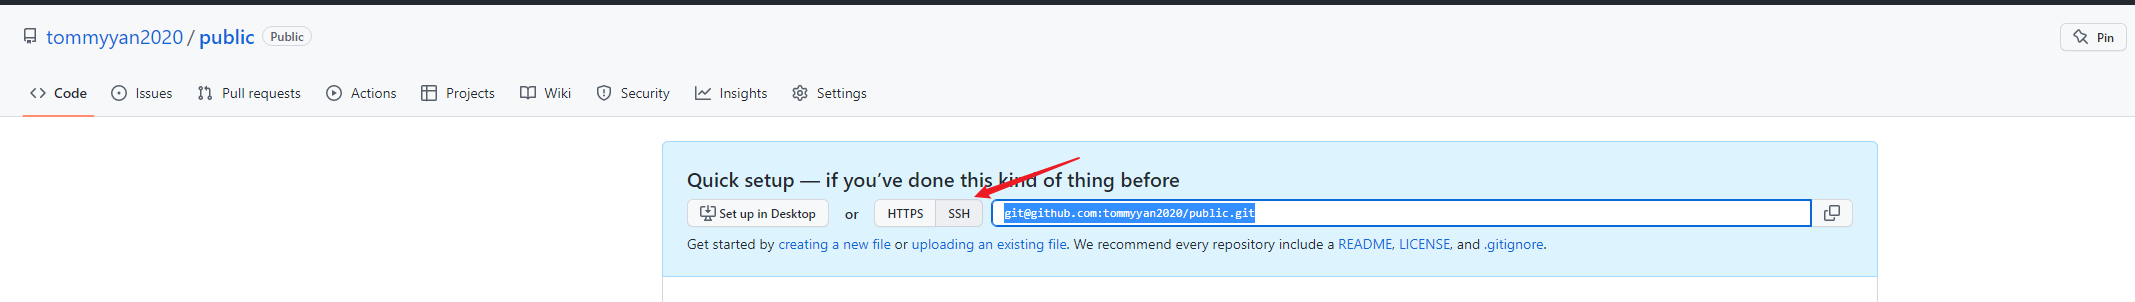 tommyyan2020 / public Public
Pin
Code Issues Pull requests Actions Projects Wiki Security Insights Settings
Quick setup — if you’ve done this kind of thing before
Set up in Desktop or HTTPS SSH git@github.com:tommyyan2020/public.git
Get started by creating a new file or uploading an existing file. We recommend every repository include a README, LICENSE, and .gitignore.